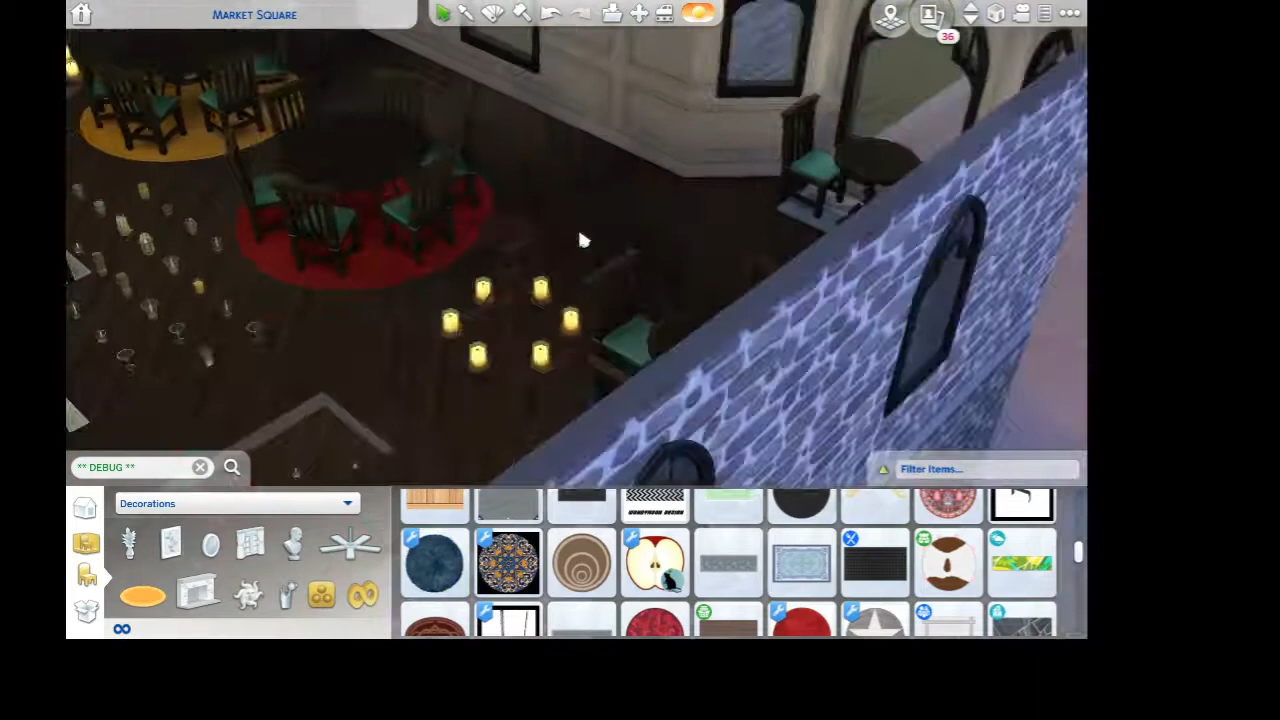 Market Square
36
** DEBUG **
Filter Items...
Decorations